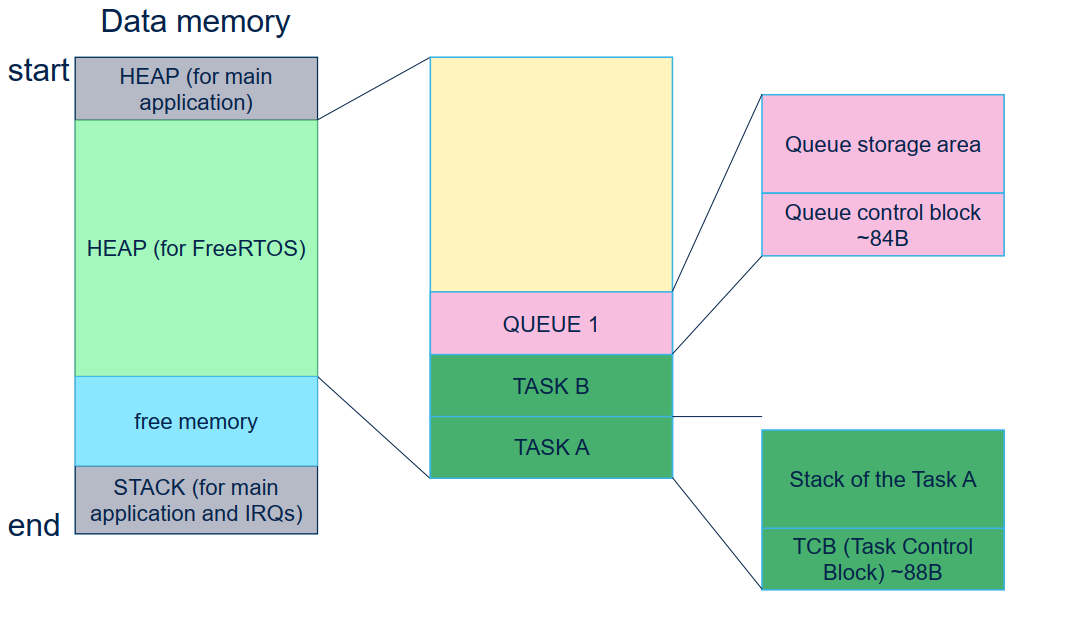 Data memory
start
HEAP (for main
application)
HEAP (for FreeRTOS)
free memory
STACK (for main
application and IRQs)
end
QUEUE 1
TASK B
TASK A
Queue storage area
Queue control block
~84B
Stack of the Task A
TCB (Task Control
Block) ~88B